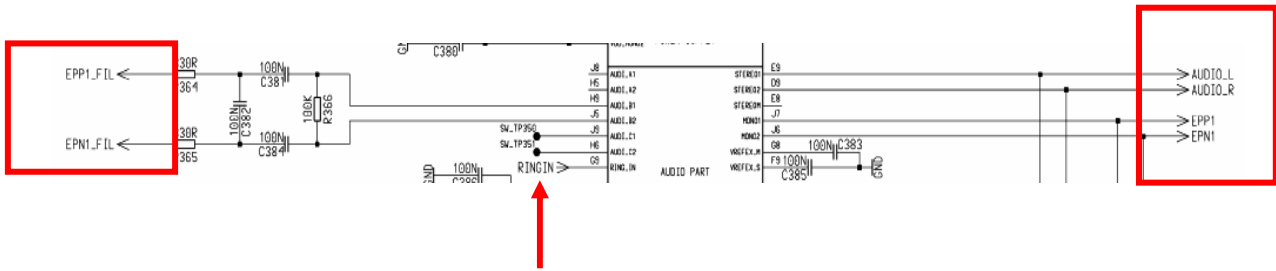 GND
C380
EPP1_FIL
30R
364
100N
C381
100N
C382
100K
R366
EPN1_FIL
30R
365
100N
C384
SW_TP350
SW_TP351
RINGIN
GND
100N
J8 AUDI_A1
H5 AUDI_A2
H9 AUDI_B1
J5 AUDI_B2
J9 AUDI_C1
H6 AUDI_C2
G9 RING_IN
AUDIO PART
STEREO1 E9
STEREO2 D9
STEREOM E8
MONO1 J7
MONO2 J6
VREFEX_M G8
VREFEX_S F9
100N C383
100N
C385
GND
AUDIO_L
AUDIO_R
EPP1
EPN1